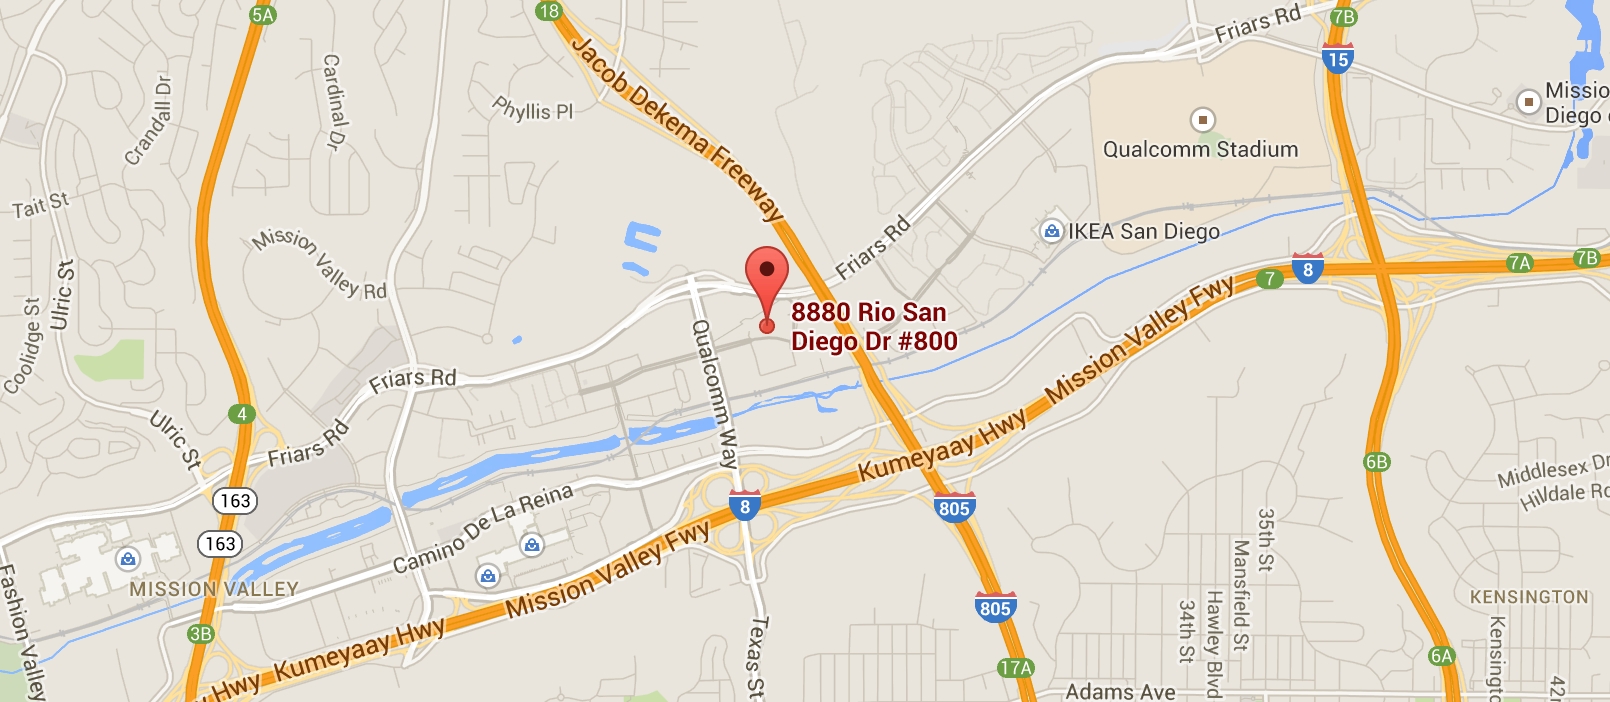 5A
18
7B
Friars Rd
15
Jacob Dekema Freeway
Cardinal Dr
Crandall Dr
Phyllis Pl
Missio
Diego
Qualcomm Stadium
Tait St
Mission Valley Rd
Friars Rd
IKEA San Diego
Ulric St
8
7
7A
7B
8880 Rio San
Diego Dr #800
Coolidge St
Qualcomm Way
Mission Valley Fwy
Friars Rd
4
Ulric St
Friars Rd
Kumeyaay Hwy
6B
Middlesex Dr
Hilldale Rd
163
8
805
Camino De La Reina
35th St
163
Mansfield St
MISSION VALLEY
Mission Valley Fwy
805
KENSINGTON
Fashion Valley
34th St
Hawley Blvd
3B
Kumeyaay Hwy
Texas St
17A
6A
Hwy
Adams Ave
42